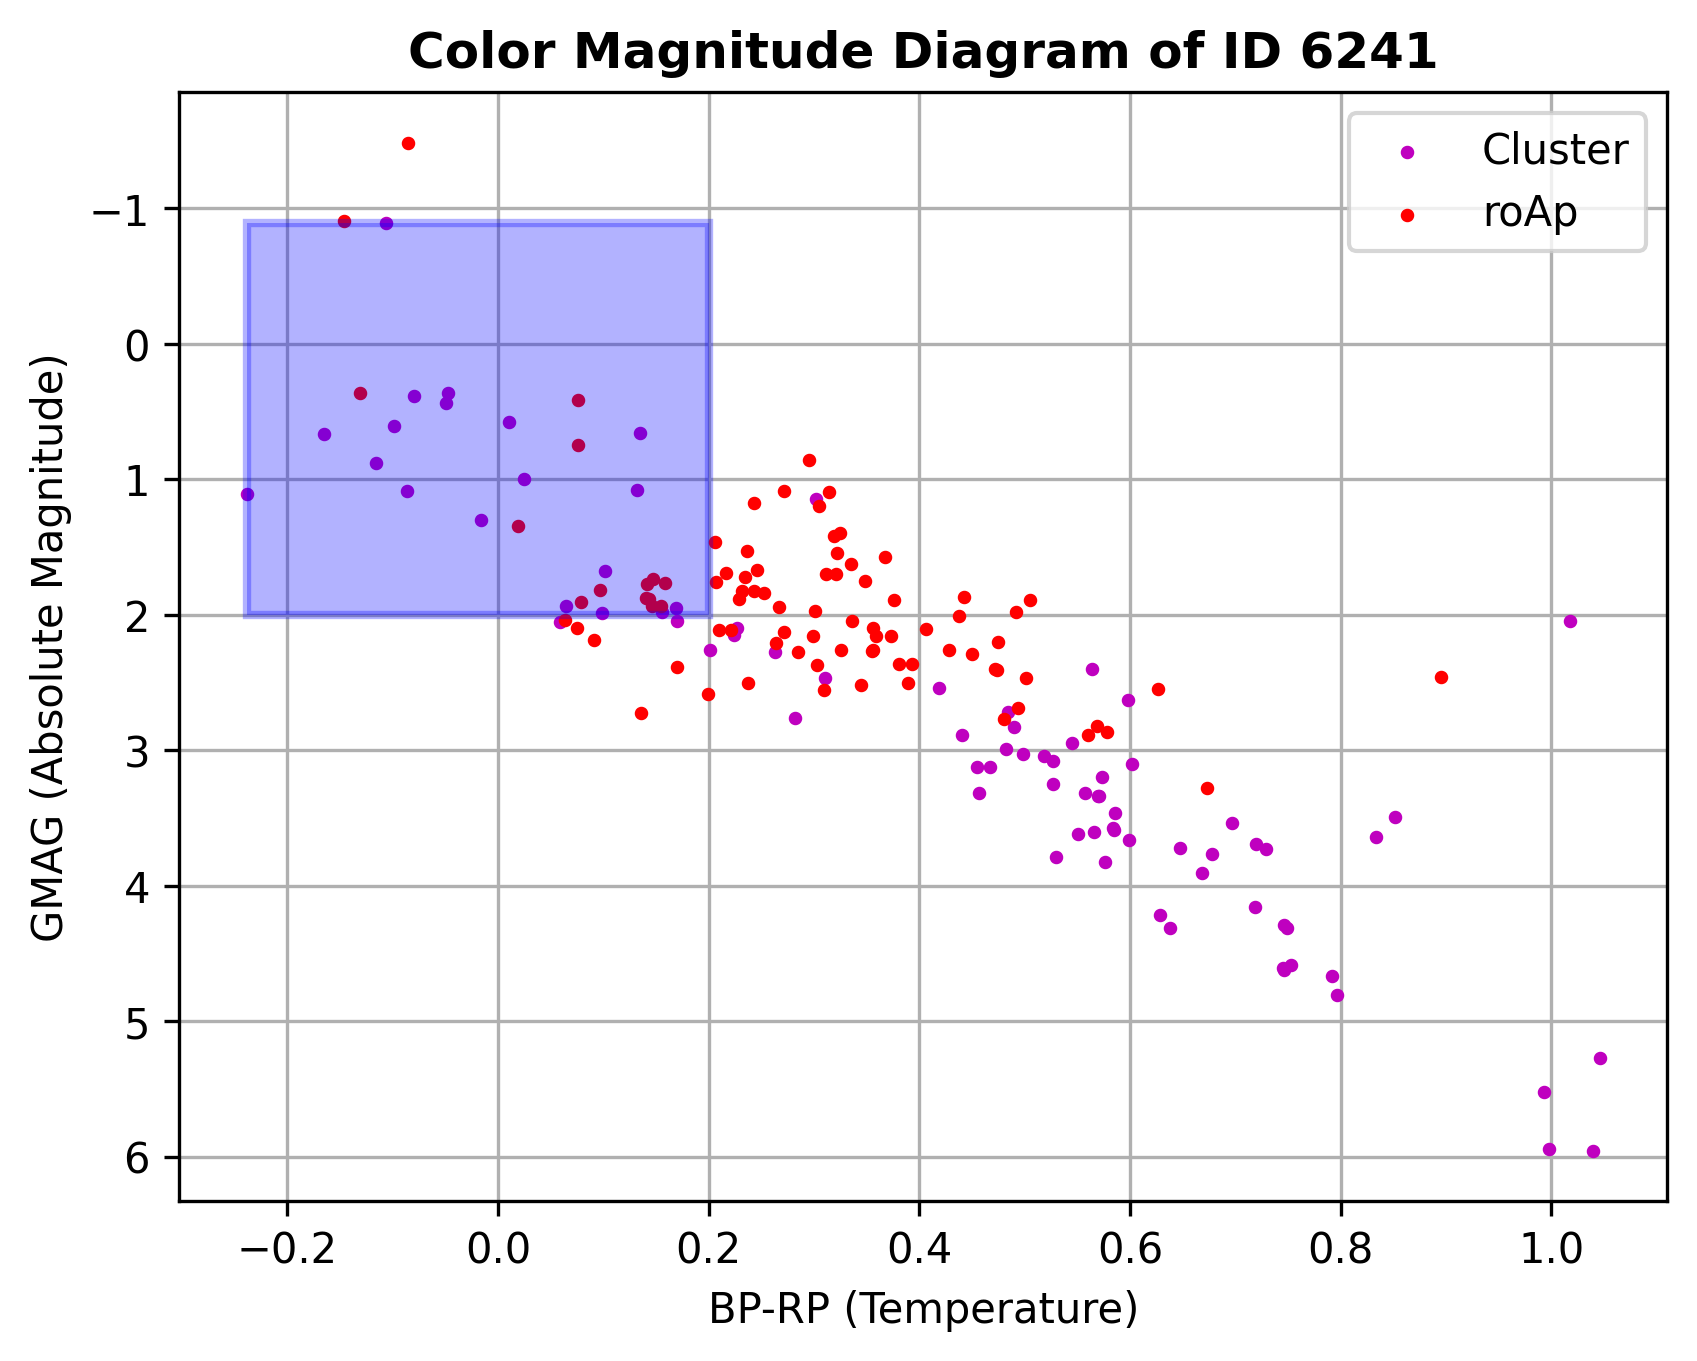 Color Magnitude Diagram of ID 6241
Cluster
roAp
GMAG (Absolute Magnitude)
−1
0
1
2
3
4
5
6
−0.2 0.0 0.2 0.4 0.6 0.8 1.0
BP-RP (Temperature)